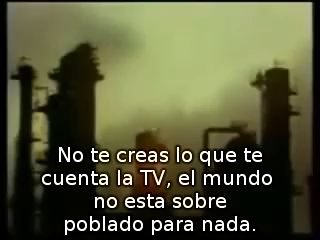 No te creas lo que te
cuenta la TV, el mundo
no esta sobre
poblado para nada.